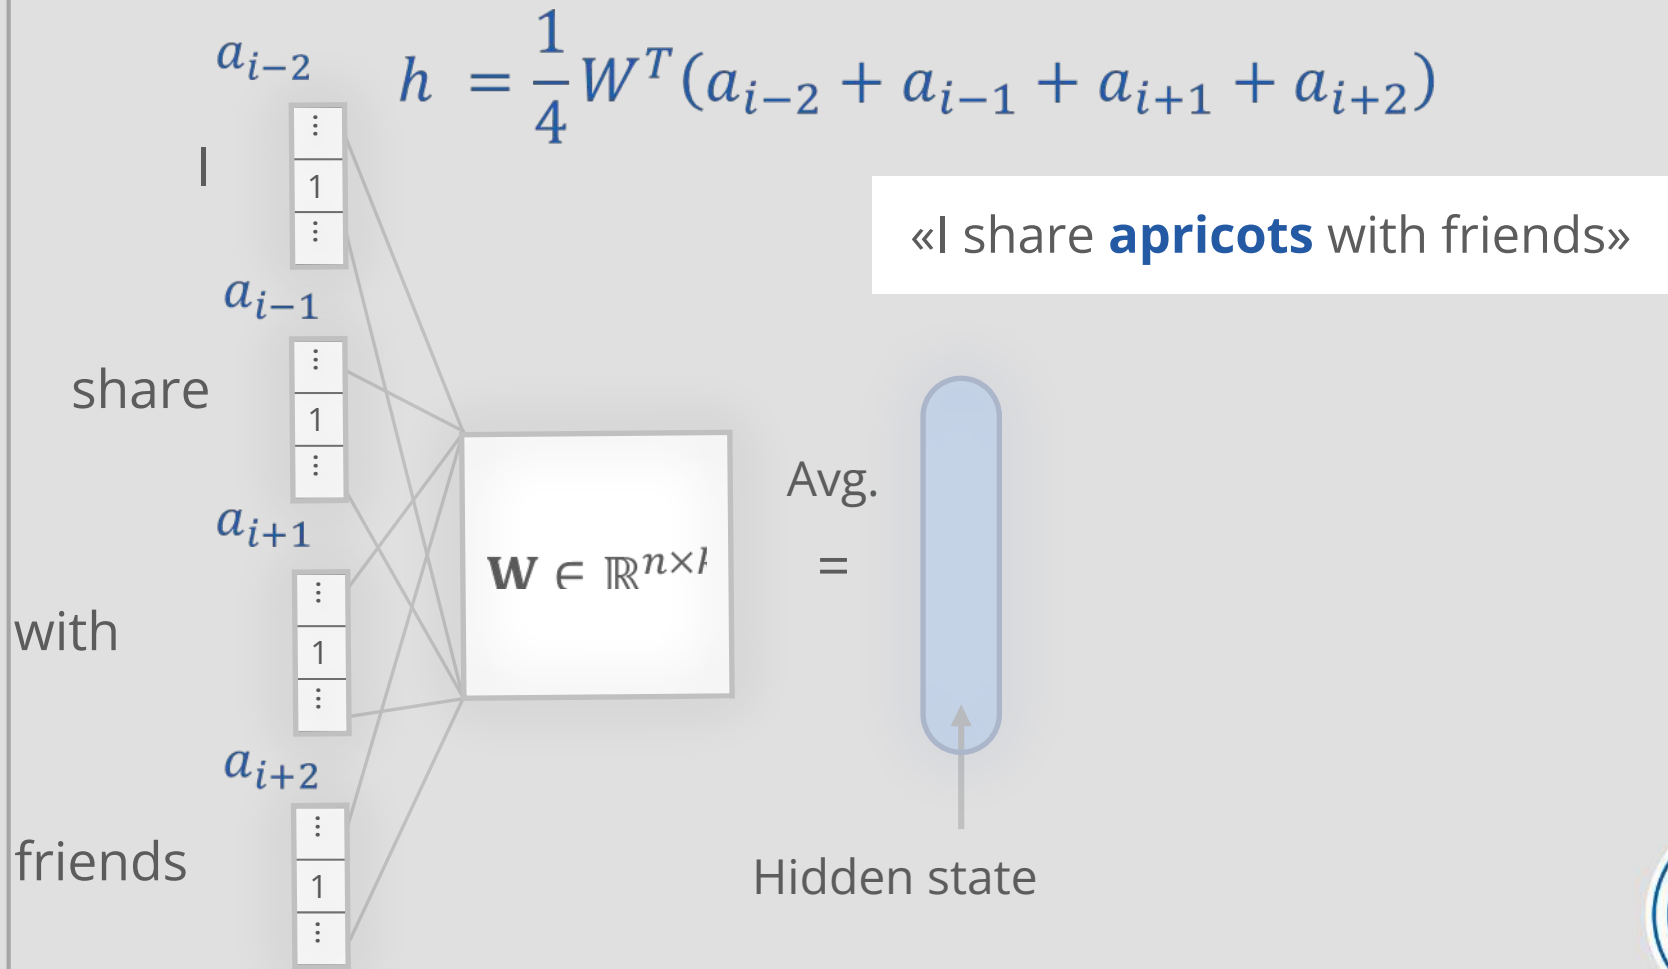 a_{i−2}
h = \frac{1}{4} W^T (a_{i−2} + a_{i−1} + a_{i+1} + a_{i+2})
⋮
I
1
⋮
«I share apricots with friends»
a_{i−1}
⋮
share
1
⋮
a_{i+1}
⋮
with
1
⋮
a_{i+2}
⋮
friends
1
⋮
W ∈ ℝ^{n×
Avg.
=
Hidden state